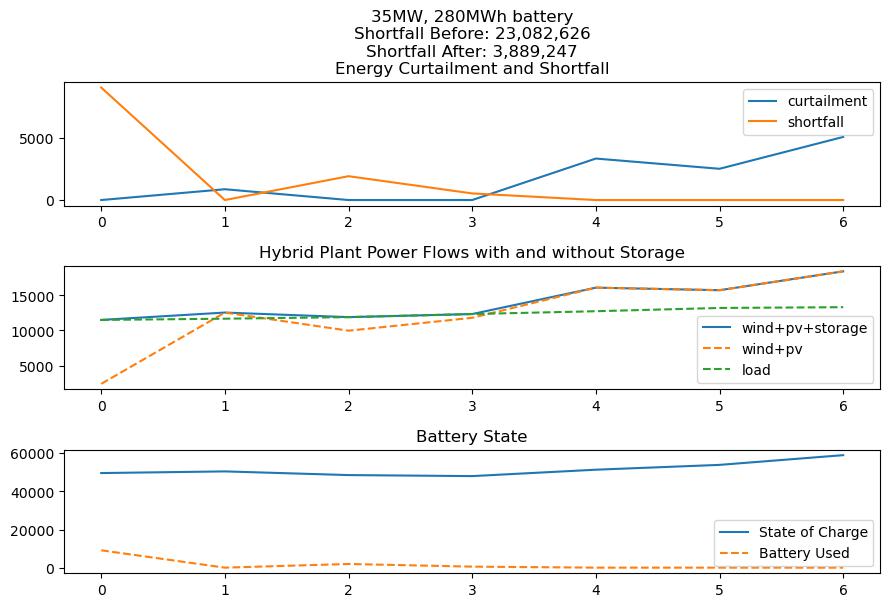 35MW, 280MWh battery
Shortfall Before: 23,082,626
Shortfall After: 3,889,247
Energy Curtailment and Shortfall
5000
0
curtailment
shortfall
0 1 2 3 4 5 6
Hybrid Plant Power Flows with and without Storage
15000
10000
5000
wind+pv+storage
wind+pv
load
0 1 2 3 4 5 6
Battery State
60000
40000
20000
0
State of Charge
Battery Used
0 1 2 3 4 5 6